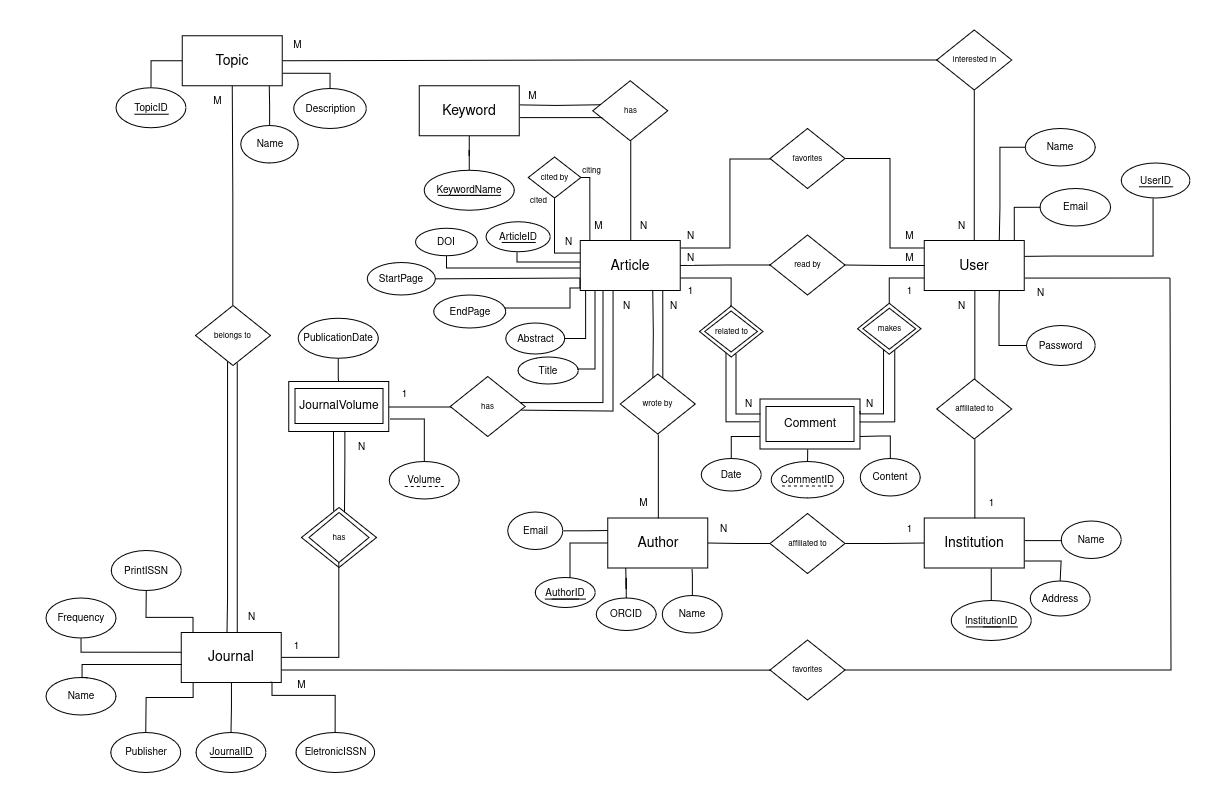 M
Topic
interested in
M
TopicID
Description
Name
Keyword
M
has
KeywordName
favorites
Name
UserID
Email
cited by
citing
cited
M
N
N
DOI
ArticleID
N
N
M
N
StartPage
Article
N
read by
M
User
EndPage
N
N
1
1
N
N
Abstract
Title
related to
makes
Password
belongs to
PublicationDate
JournalVolume
1
has
wrote by
N
N
affiliated to
Comment
N
Volume
Date
CommentID
Content
M
1
has
Email
Author
N
affiliated to
1
Institution
Name
AuthorID
ORCID
Name
InstitutionID
Address
PrintISSN
Frequency
N
Journal
1
favorites
Name
M
Publisher
JournalID
EletronicISSN